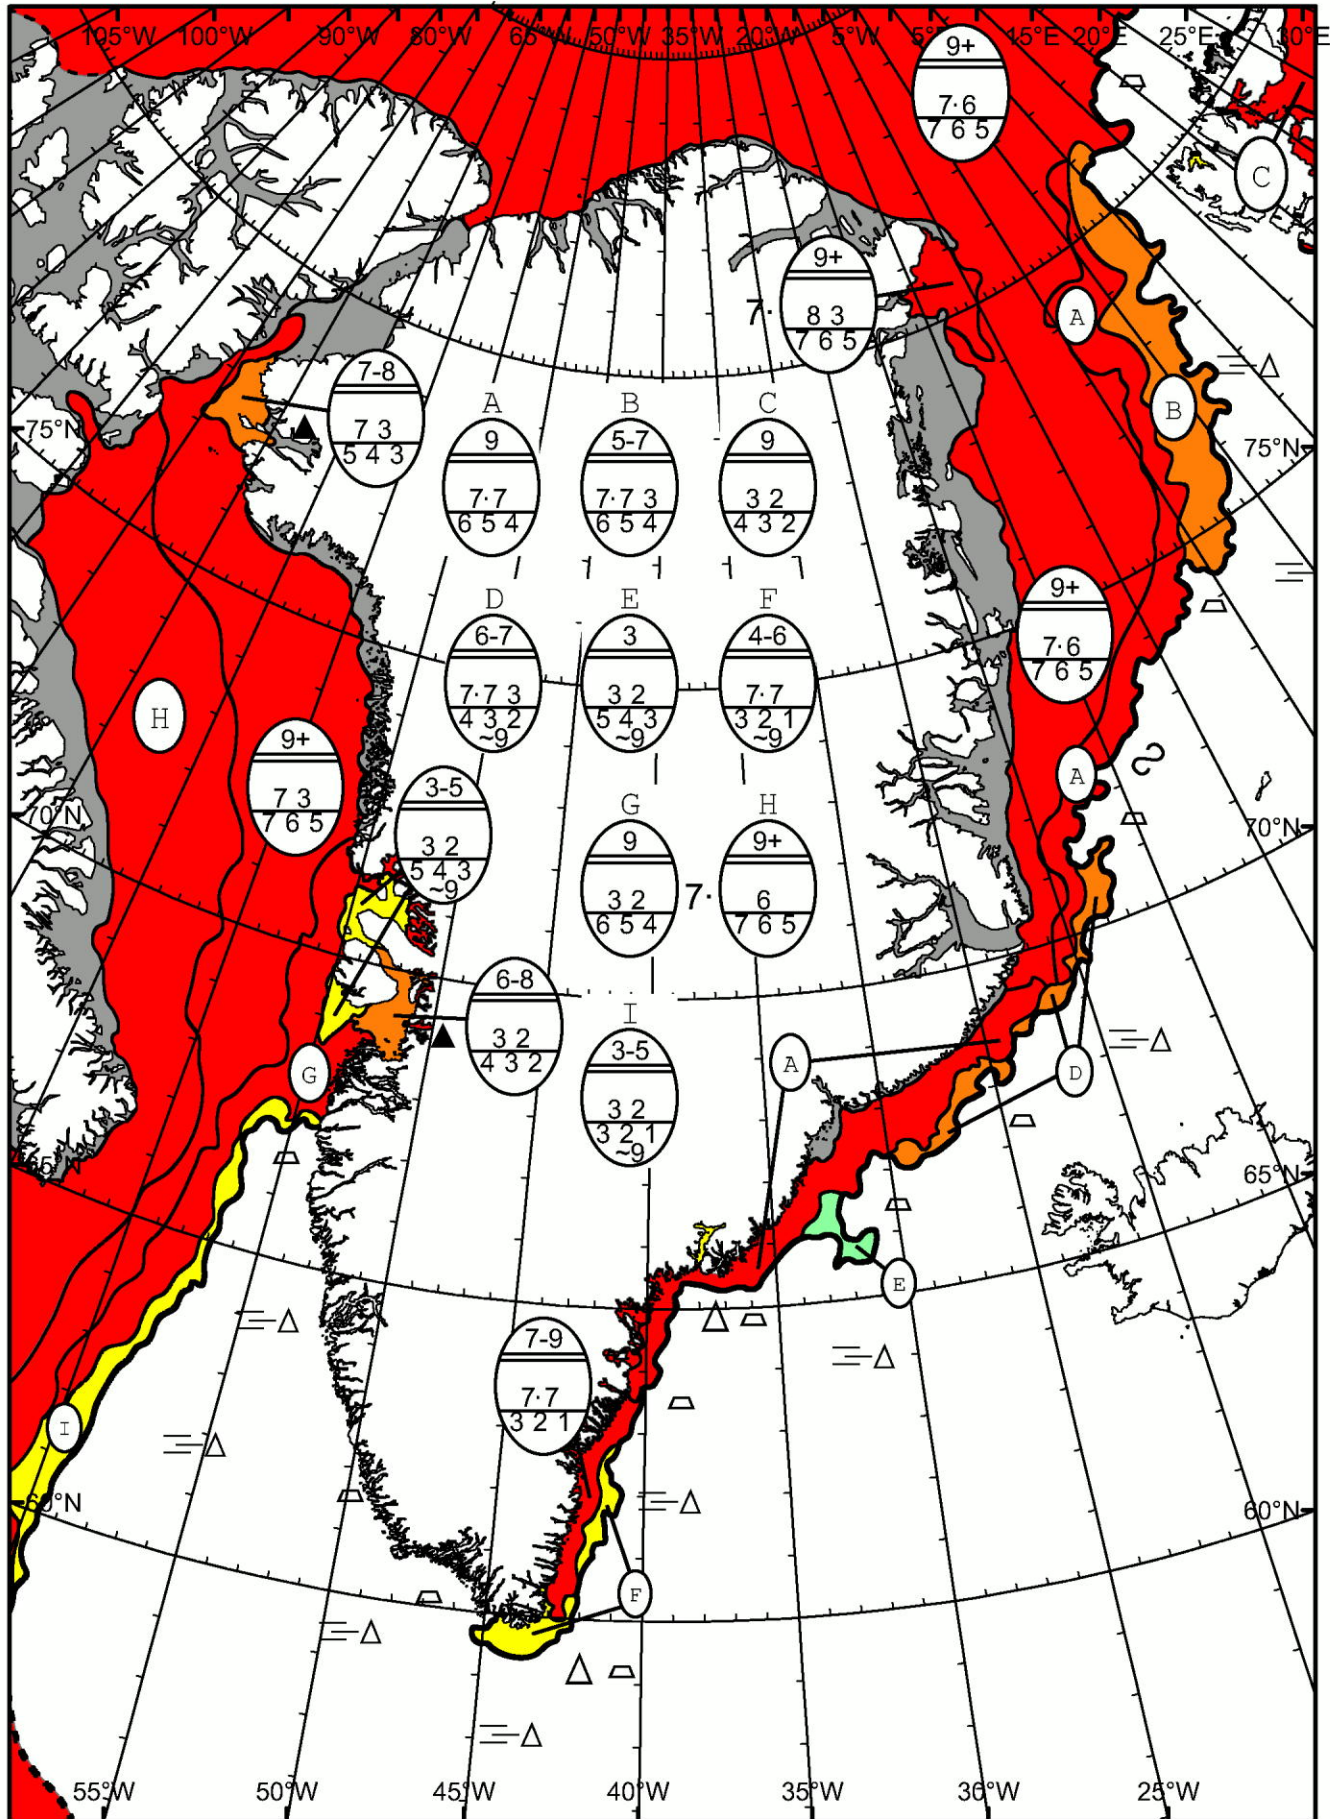 105°W 100°W 90°W 80°W 65°W 50°W 35°W 20°W 5°W 5°E 15°E 20°E 25°E 30°E
9+
7·6
7 6 5
C
9+
7· 8 3
7 6 5
A
7-8
7 3
5 4 3
B
75°N
75°N
A
9
7·7
6 5 4
B
5-7
7·7 3
6 5 4
C
9
3 2
4 3 2
9+
7·6
7 6 5
D
6-7
7·7 3
4 3 2
~9
E
3
3 2
5 4 3
~9
F
4-6
7·7
3 2 1
~9
H
9+
7 3
7 6 5
A
3-5
3 2
5 4 3
~9
70°N
70°N
G
9
3 2
6 5 4
H
9+
7· 6
7 6 5
6-8
3 2
4 3 2
I
3-5
3 2
3 2 1
~9
G
A
D
65°N
65°N
E
7-9
7·7
3 2 1
I
60°N
60°N
F
55°W 50°W 45°W 40°W 35°W 30°W 25°W